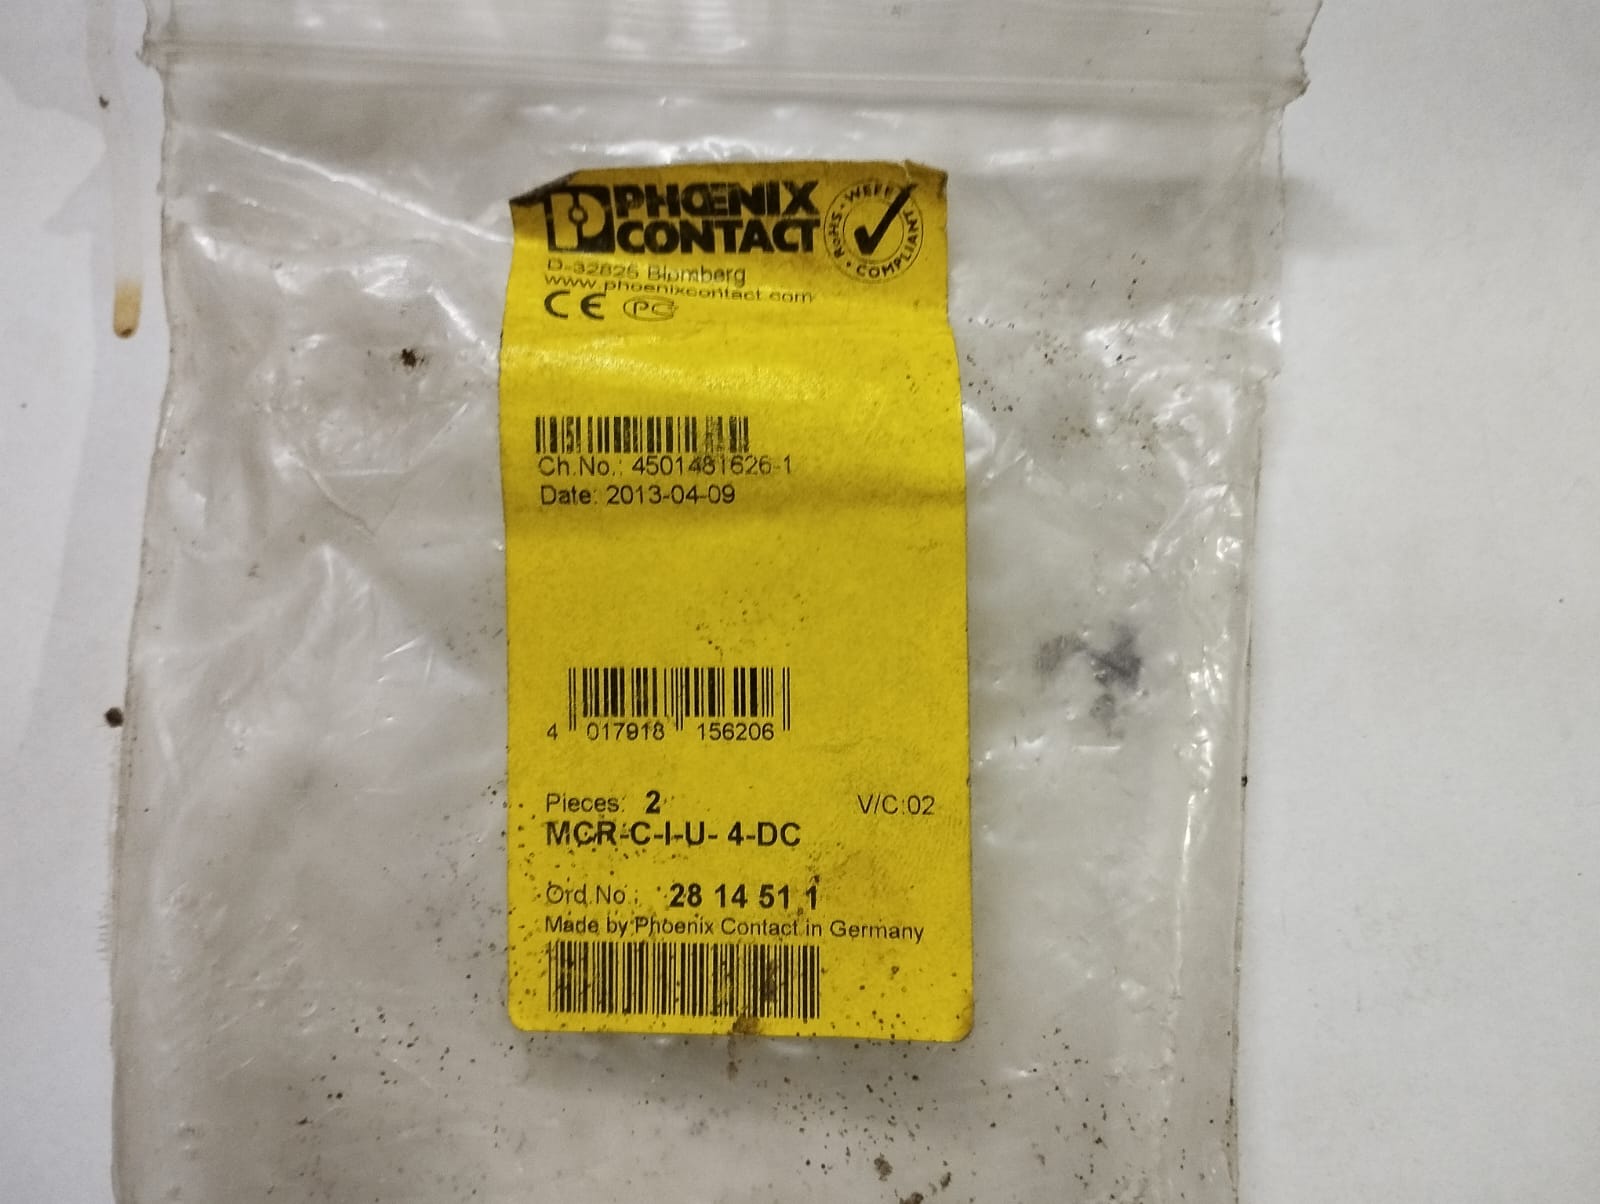 PHŒNIX
CONTACT
WEEE • COMPLIANT • RoHS •
D-32825 Blomberg
www.phoenixcontact.com
CE PC
Ch.No.: 4501481626-1
Date: 2013-04-09
4 017918 156206
Pieces: 2 V/C:02
MCR-C-I-U- 4-DC
Ord.No.: 28 14 51 1
Made by Phoenix Contact in Germany